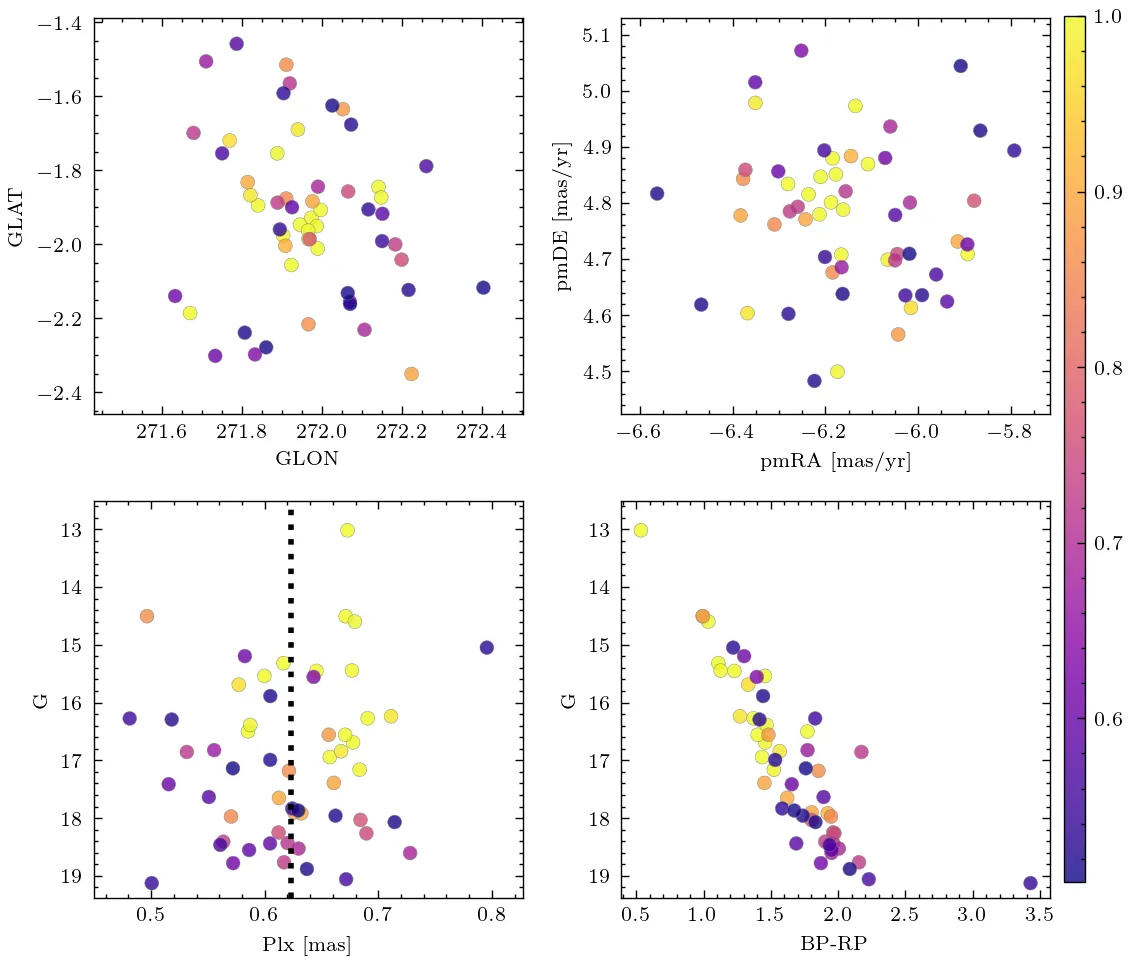 −1.4
−1.6
−1.8
−2.0
−2.2
−2.4
GLAT
271.6 271.8 272.0 272.2 272.4
GLON
5.1
5.0
4.9
4.8
4.7
4.6
4.5
pmDE [mas/yr]
−6.6 −6.4 −6.2 −6.0 −5.8
pmRA [mas/yr]
13
14
15
16
17
18
19
G
0.5 0.6 0.7 0.8
Plx [mas]
13
14
15
16
17
18
19
G
0.5 1.0 1.5 2.0 2.5 3.0 3.5
BP-RP
1.0
0.9
0.8
0.7
0.6